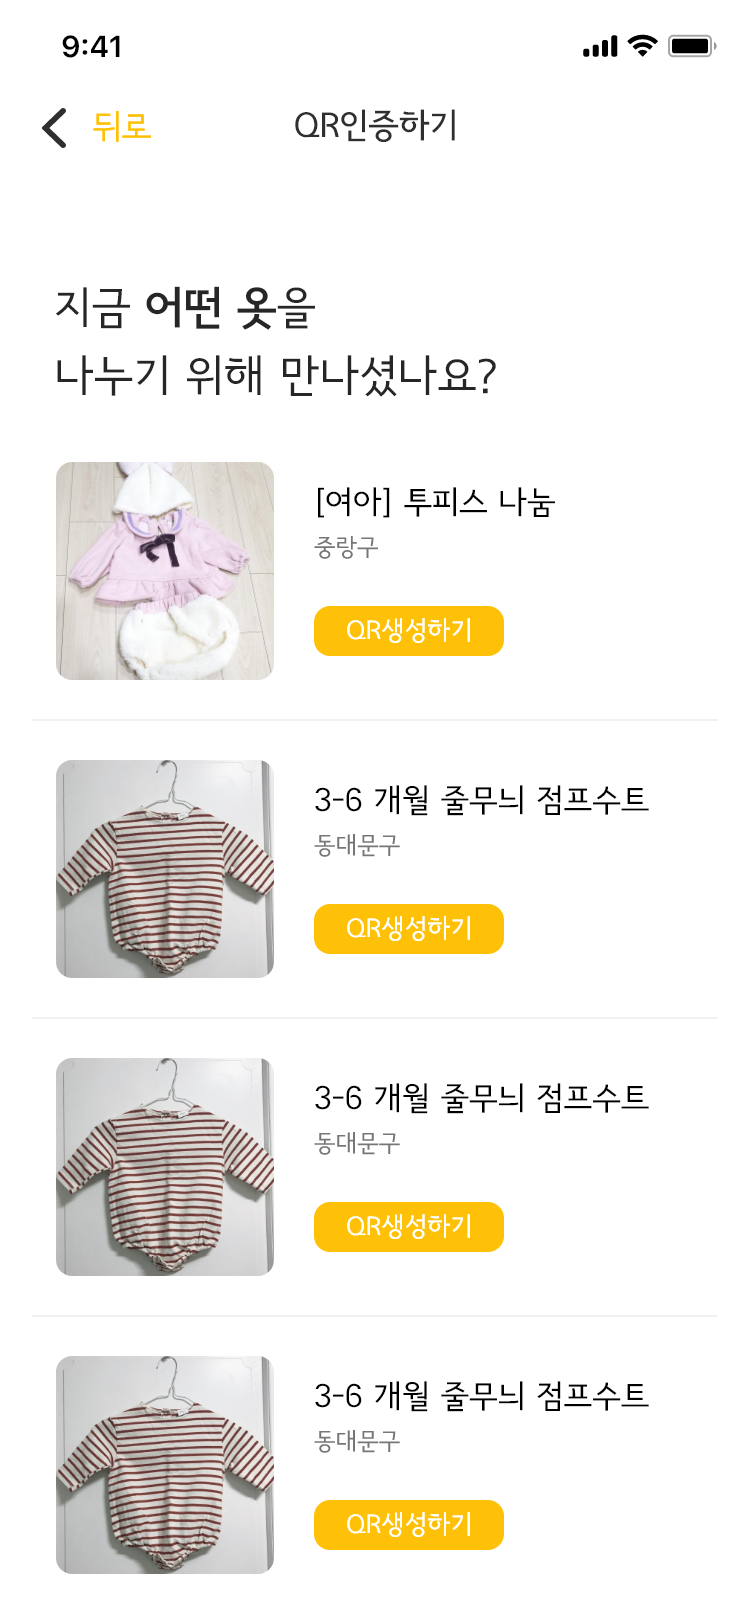 9:41
뒤로
QR인증하기
지금 어떤 옷을
나누기 위해 만나셨나요?
[여아] 투피스 나눔
중랑구
QR생성하기
3-6 개월 줄무늬 점프수트
동대문구
QR생성하기
3-6 개월 줄무늬 점프수트
동대문구
QR생성하기
3-6 개월 줄무늬 점프수트
동대문구
QR생성하기